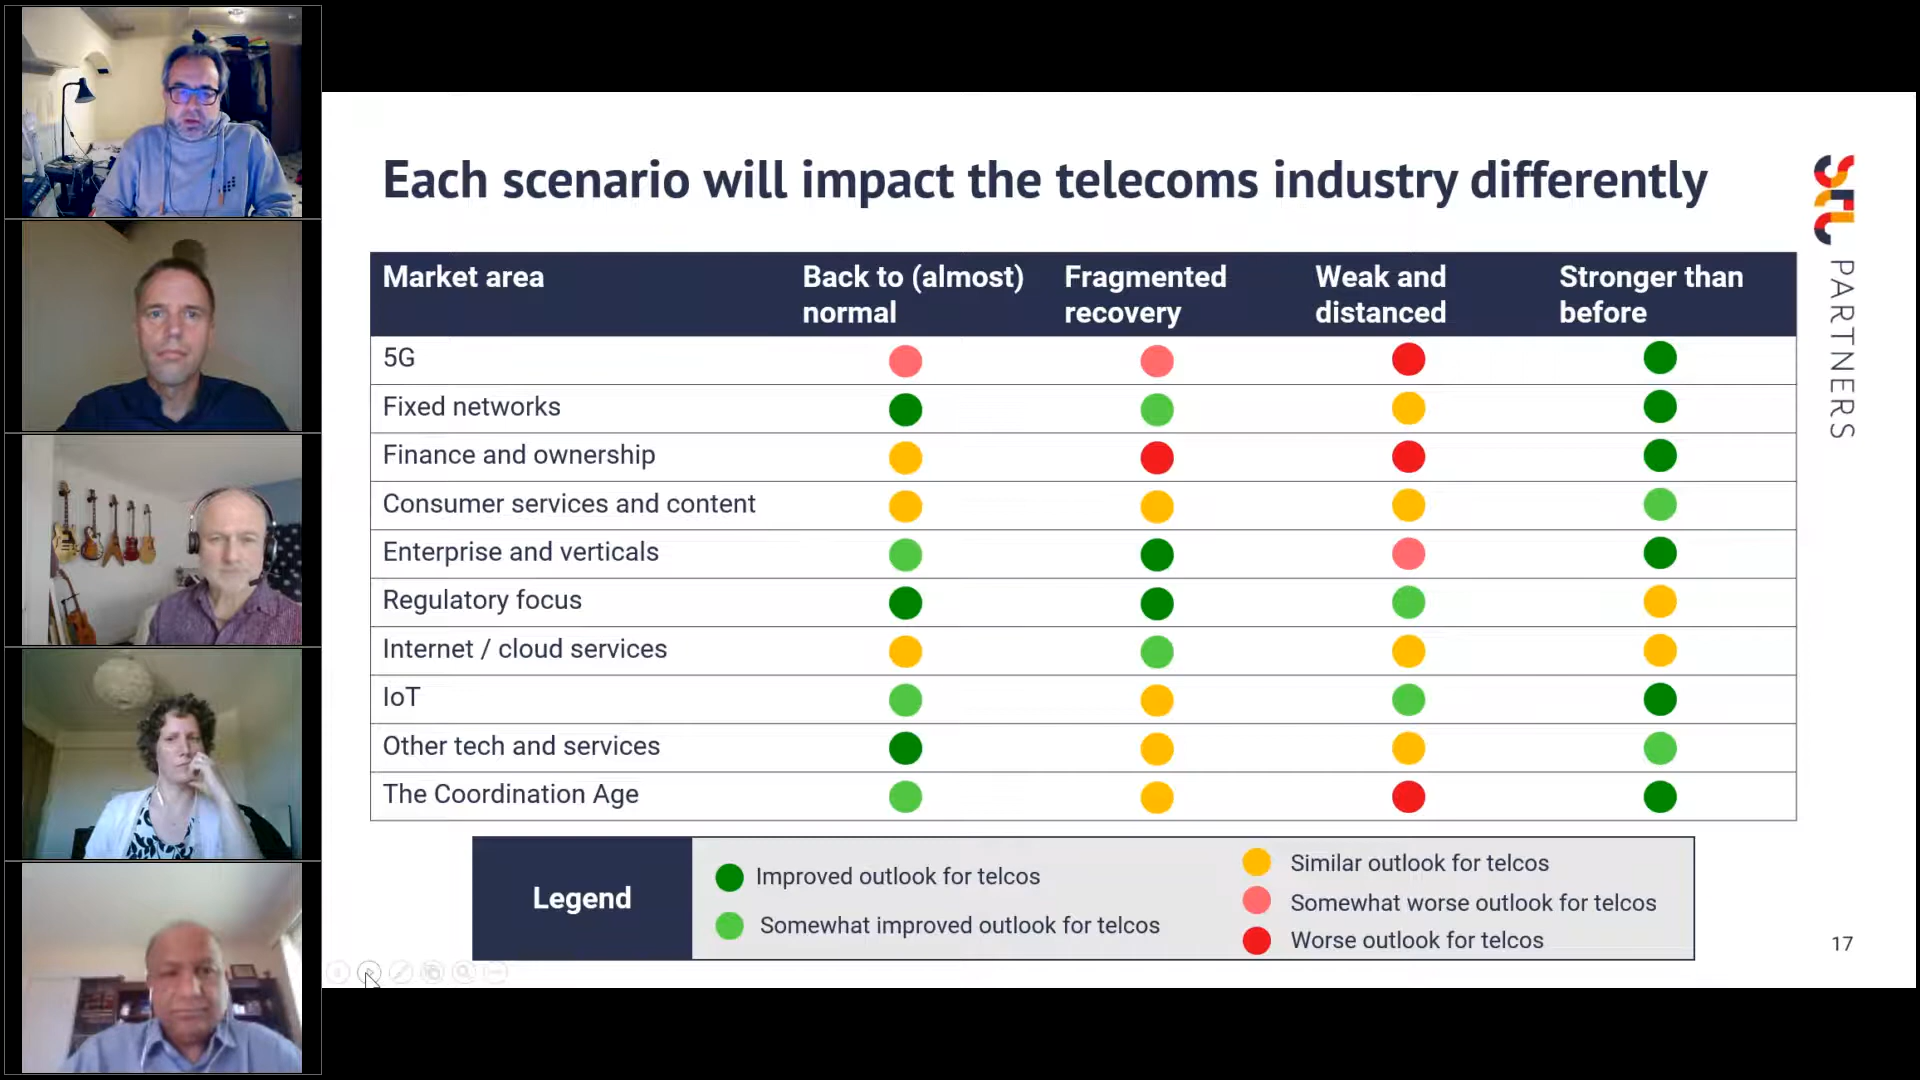 Each scenario will impact the telecoms industry differently
STL PARTNERS
Market area
Back to (almost) normal
Fragmented recovery
Weak and distanced
Stronger than before
5G
Fixed networks
Finance and ownership
Consumer services and content
Enterprise and verticals
Regulatory focus
Internet / cloud services
IoT
Other tech and services
The Coordination Age
Legend
Improved outlook for telcos
Somewhat improved outlook for telcos
Similar outlook for telcos
Somewhat worse outlook for telcos
Worse outlook for telcos
17